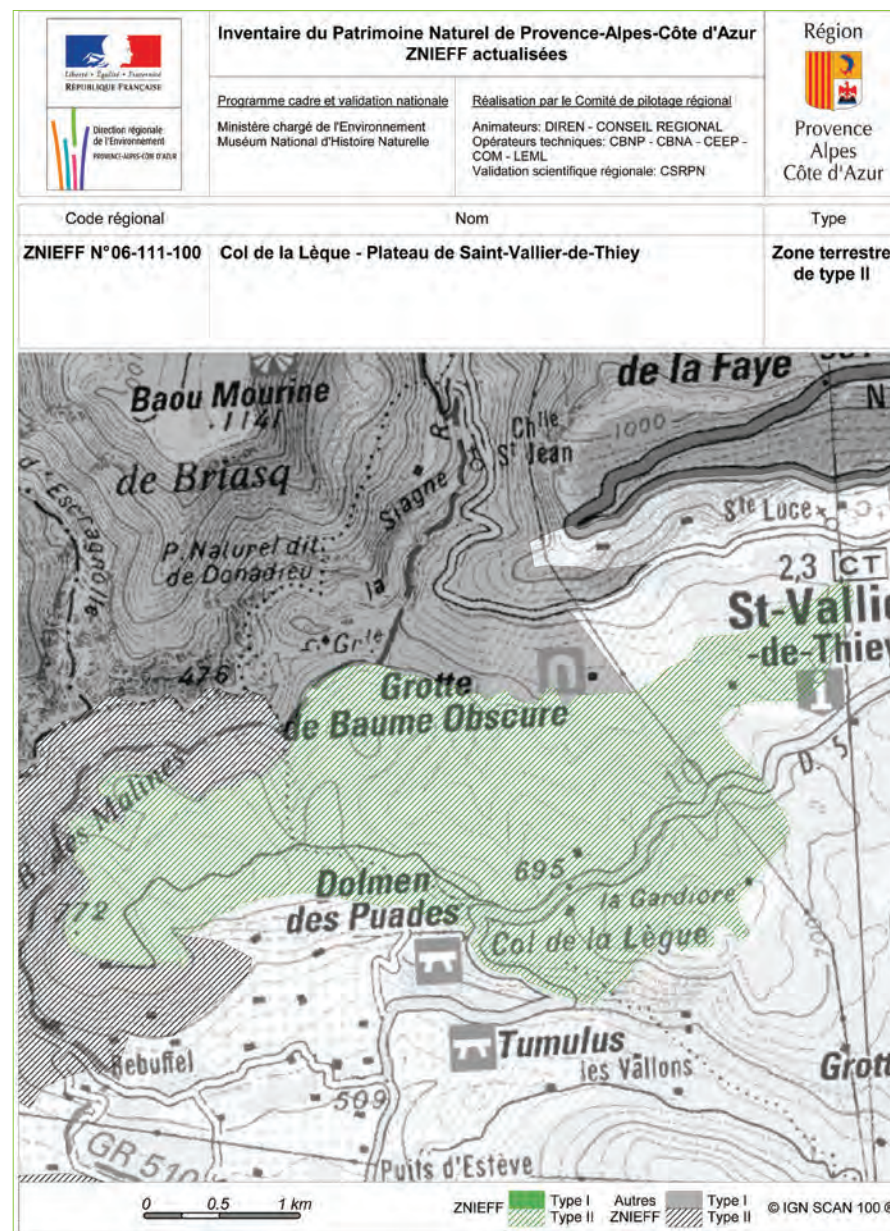 Inventaire du Patrimoine Naturel de Provence-Alpes-Côte d'Azur
ZNIEFF actualisées
Liberté • Égalité • Fraternité
RÉPUBLIQUE FRANÇAISE
Direction régionale
de l'Environnement
PROVENCE-ALPES-CÔTE D'AZUR
Programme cadre et validation nationale
Ministère chargé de l'Environnement
Muséum National d'Histoire Naturelle
Réalisation par le Comité de pilotage régional
Animateurs: DIREN - CONSEIL REGIONAL
Opérateurs techniques: CBNP - CBNA - CEEP -
COM - LEML
Validation scientifique régionale: CSRPN
Région
Provence
Alpes
Côte d'Azur
Code régional
Nom
Type
ZNIEFF N°06-111-100
Col de la Lèque - Plateau de Saint-Vallier-de-Thiey
Zone terrestre
de type II
de la Faye
Baou Mourine
1141
1000
N
R
Chlle
St Jean
de Briasq
Siagne
Ste Luce
d'Escragnolle
P. Naturel dit
de Donadieu
la
2,3 CT
St-Vallie
-de-Thiey
Grle
476
Grotte
de Baume Obscure
10
D. 5
B. des Malines
695
Dolmen
des Puades
la Gardiore
772
Col de la Lègue
700
Tumulus
les Vallons
Rebuffel
509
Grott
GR 510
Puits d'Estève
0 0.5 1 km
ZNIEFF
Type I
Type II
Autres
ZNIEFF
Type I
Type II
© IGN SCAN 100